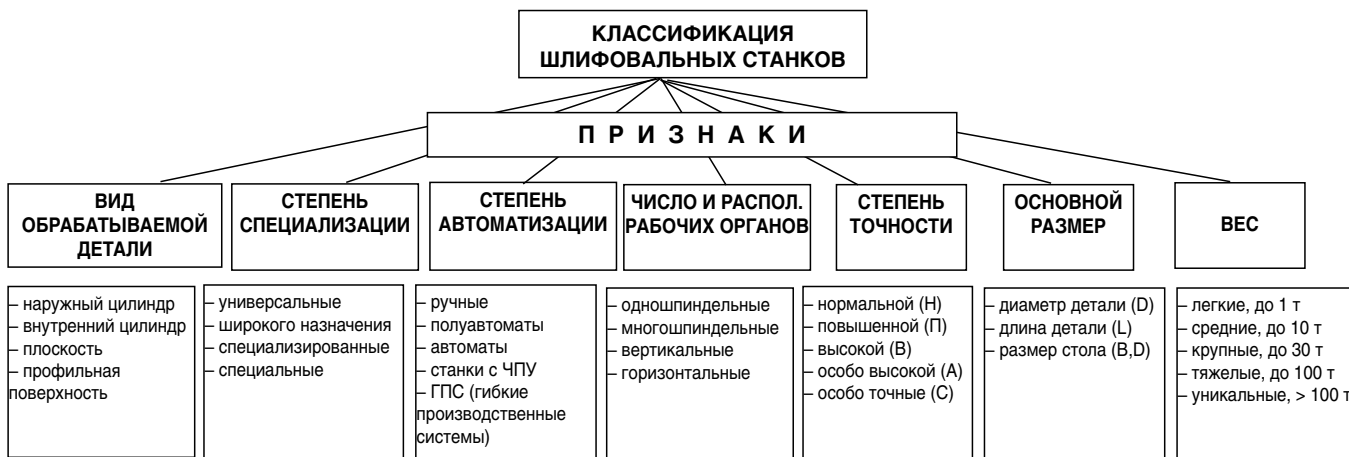 КЛАССИФИКАЦИЯ
ШЛИФОВАЛЬНЫХ СТАНКОВ
ПРИЗНАКИ
ВИД
ОБРАБАТЫВАЕМОЙ
ДЕТАЛИ
СТЕПЕНЬ
СПЕЦИАЛИЗАЦИИ
СТЕПЕНЬ
АВТОМАТИЗАЦИИ
ЧИСЛО И РАСПОЛ.
РАБОЧИХ ОРГАНОВ
СТЕПЕНЬ
ТОЧНОСТИ
ОСНОВНОЙ
РАЗМЕР
ВЕС
– наружный цилиндр
– внутренний цилиндр
– плоскость
– профильная
поверхность
– универсальные
– широкого назначения
– специализированные
– специальные
– ручные
– полуавтоматы
– автоматы
– станки с ЧПУ
– ГПС (гибкие
производственные
системы)
– одношпиндельные
– многошпиндельные
– вертикальные
– горизонтальные
– нормальной (Н)
– повышенной (П)
– высокой (В)
– особо высокой (А)
– особо точные (С)
– диаметр детали (D)
– длина детали (L)
– размер стола (B,D)
– легкие, до 1 т
– средние, до 10 т
– крупные, до 30 т
– тяжелые, до 100 т
– уникальные, > 100 т